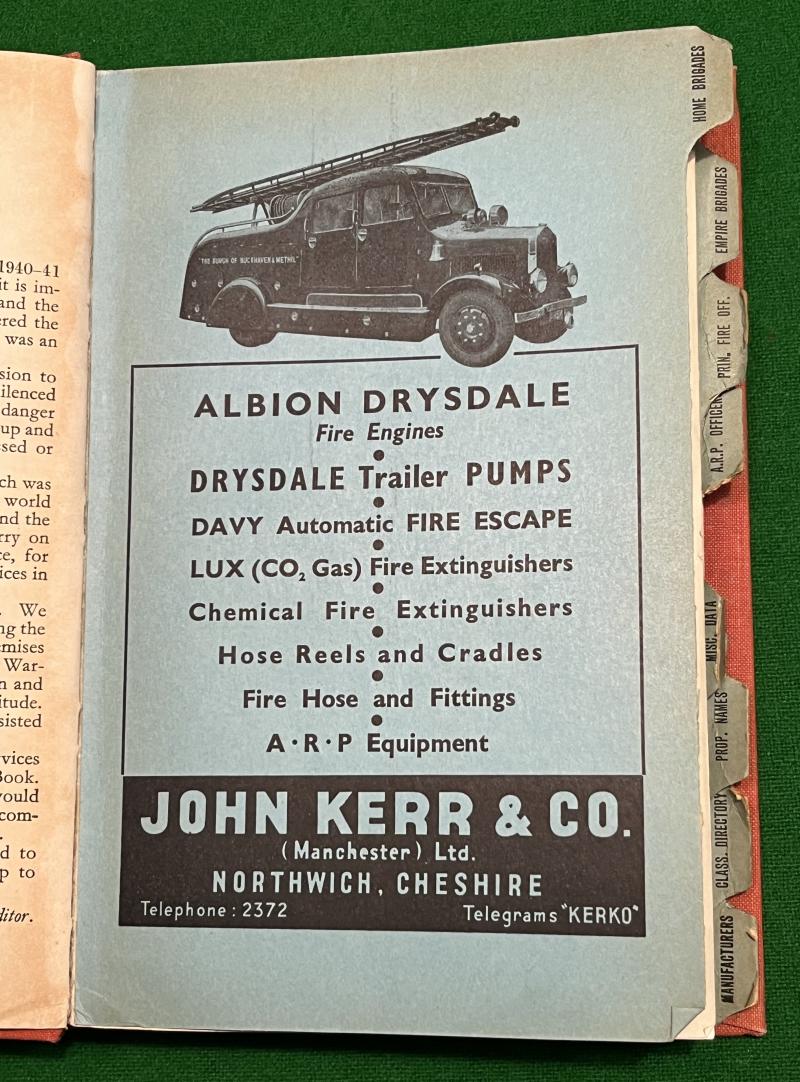 1940–41
it is im-
and the
ered the
was an
sion to
ilenced
danger
up and
sed or
ch was
world
nd the
rry on
ce, for
ices in
. We
ng the
emises
War-
n and
itude.
sisted
rvices
Book.
would
com-
d to
p to
ditor.
"THE BURGH OF BUCKHAVEN & METHIL"
ALBION DRYSDALE
Fire Engines
DRYSDALE Trailer PUMPS
DAVY Automatic FIRE ESCAPE
LUX (CO₂ Gas) Fire Extinguishers
Chemical Fire Extinguishers
Hose Reels and Cradles
Fire Hose and Fittings
A·R·P Equipment
JOHN KERR & CO.
(Manchester) Ltd.
NORTHWICH, CHESHIRE
Telephone: 2372 Telegrams "KERKO"
HOME BRIGADES
EMPIRE BRIGADES
PRIN. FIRE OFF.
A.R.P. OFFICER
MISC. DATA
PROP. NAMES
CLASS. DIRECTORY
MANUFACTURERS